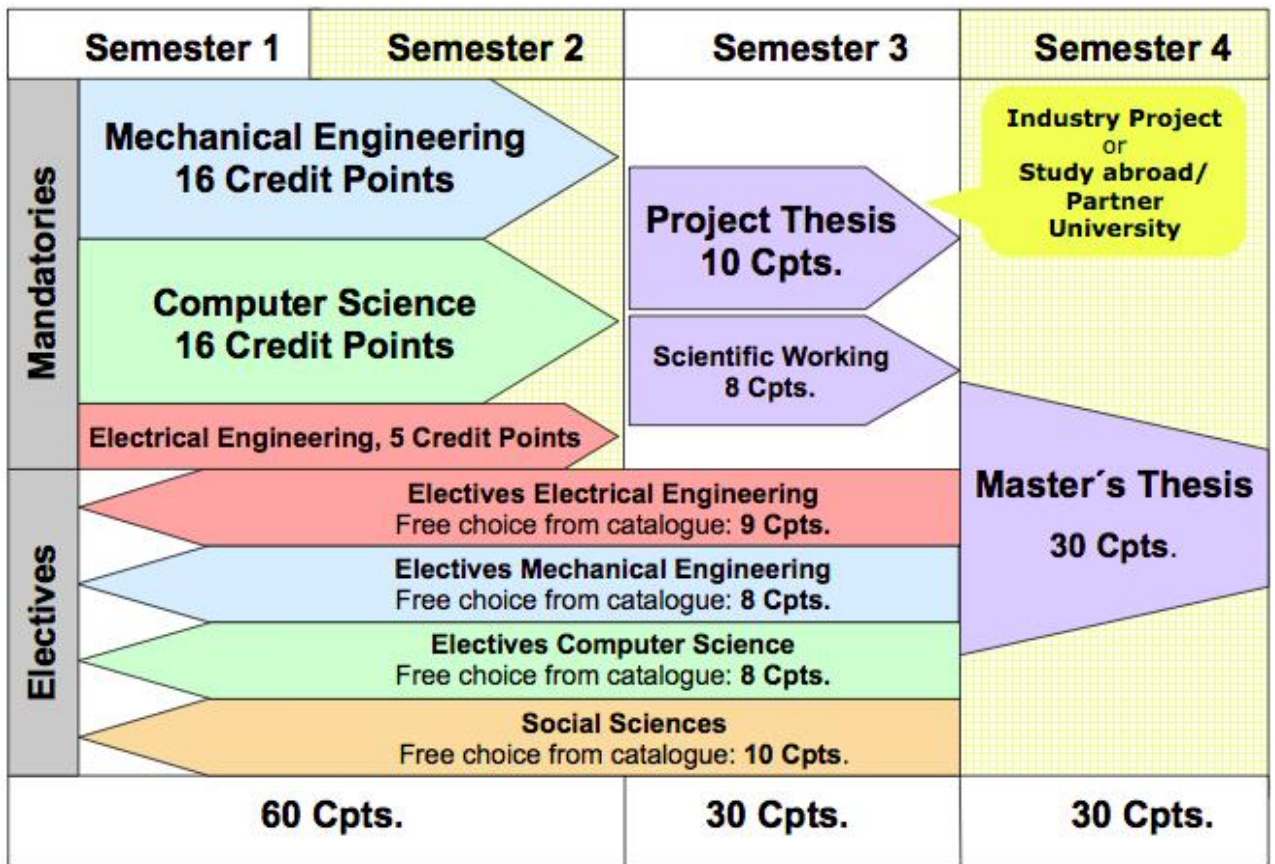 Semester 1 Semester 2 Semester 3 Semester 4
Mandatories
Mechanical Engineering
16 Credit Points
Computer Science
16 Credit Points
Electrical Engineering, 5 Credit Points
Project Thesis
10 Cpts.
Scientific Working
8 Cpts.
Industry Project
or
Study abroad/
Partner
University
Master´s Thesis
30 Cpts.
Electives
Electives Electrical Engineering
Free choice from catalogue: 9 Cpts.
Electives Mechanical Engineering
Free choice from catalogue: 8 Cpts.
Electives Computer Science
Free choice from catalogue: 8 Cpts.
Social Sciences
Free choice from catalogue: 10 Cpts.
60 Cpts. 30 Cpts. 30 Cpts.